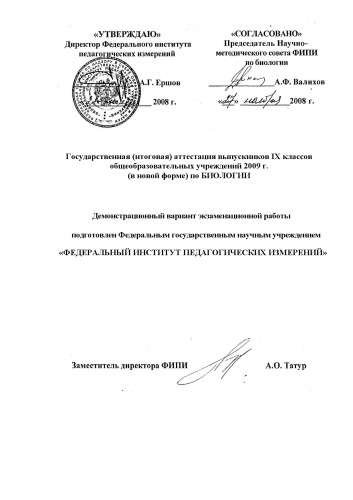 «УТВЕРЖДАЮ»
Директор Федерального института
педагогических измерений
А.Г. Ершов
2008 г.
«СОГЛАСОВАНО»
Председатель Научно-
методического совета ФИПИ
по биологии
А.Ф. Валихов
2008 г.
Государственная (итоговая) аттестация выпускников IX классов
общеобразовательных учреждений 2009 г.
(в новой форме) по БИОЛОГИИ
Демонстрационный вариант экзаменационной работы
подготовлен Федеральным государственным научным учреждением
«ФЕДЕРАЛЬНЫЙ ИНСТИТУТ ПЕДАГОГИЧЕСКИХ ИЗМЕРЕНИЙ»
Заместитель директора ФИПИ
А.О. Татур